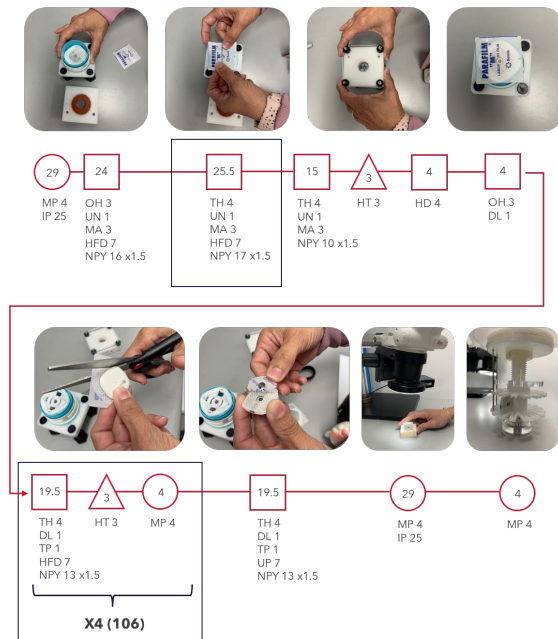 PARAFILM
"M"
PARAFILM
"M"
29
24
25.5
15
3
4
4
MP 4
IP 25
OH 3
UN 1
MA 3
HFD 7
NPY 16 x1.5
TH 4
UN 1
MA 3
HFD 7
NPY 17 x1.5
TH 4
UN 1
MA 3
NPY 10 x1.5
HT 3
HD 4
OH 3
DL 1
19.5
3
4
19.5
29
4
TH 4
DL 1
TP 1
HFD 7
NPY 13 x1.5
HT 3
MP 4
TH 4
DL 1
TP 1
UP 7
NPY 13 x1.5
MP 4
IP 25
MP 4
X4 (106)